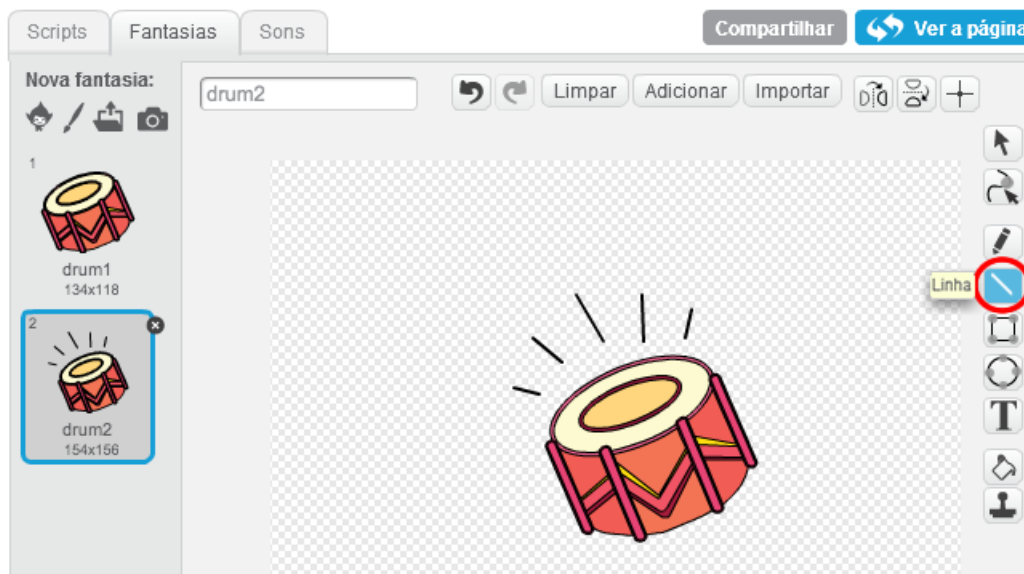 Scripts Fantasias Sons Compartilhar Ver a página
Nova fantasia:
drum2 Limpar Adicionar Importar
1
drum1
134x118
Linha
2
drum2
154x156
T